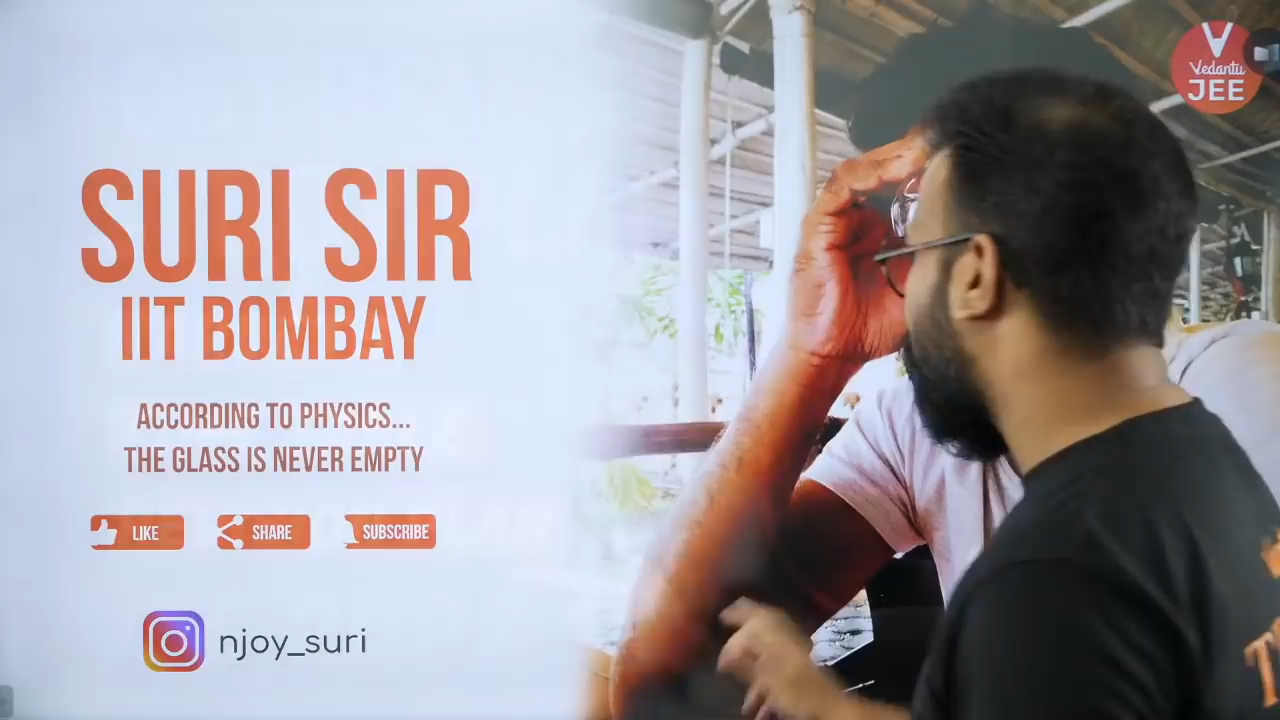 SURI SIR
IIT BOMBAY
ACCORDING TO PHYSICS...
THE GLASS IS NEVER EMPTY
LIKE
SHARE
SUBSCRIBE
njoy_suri
Vedantu
JEE